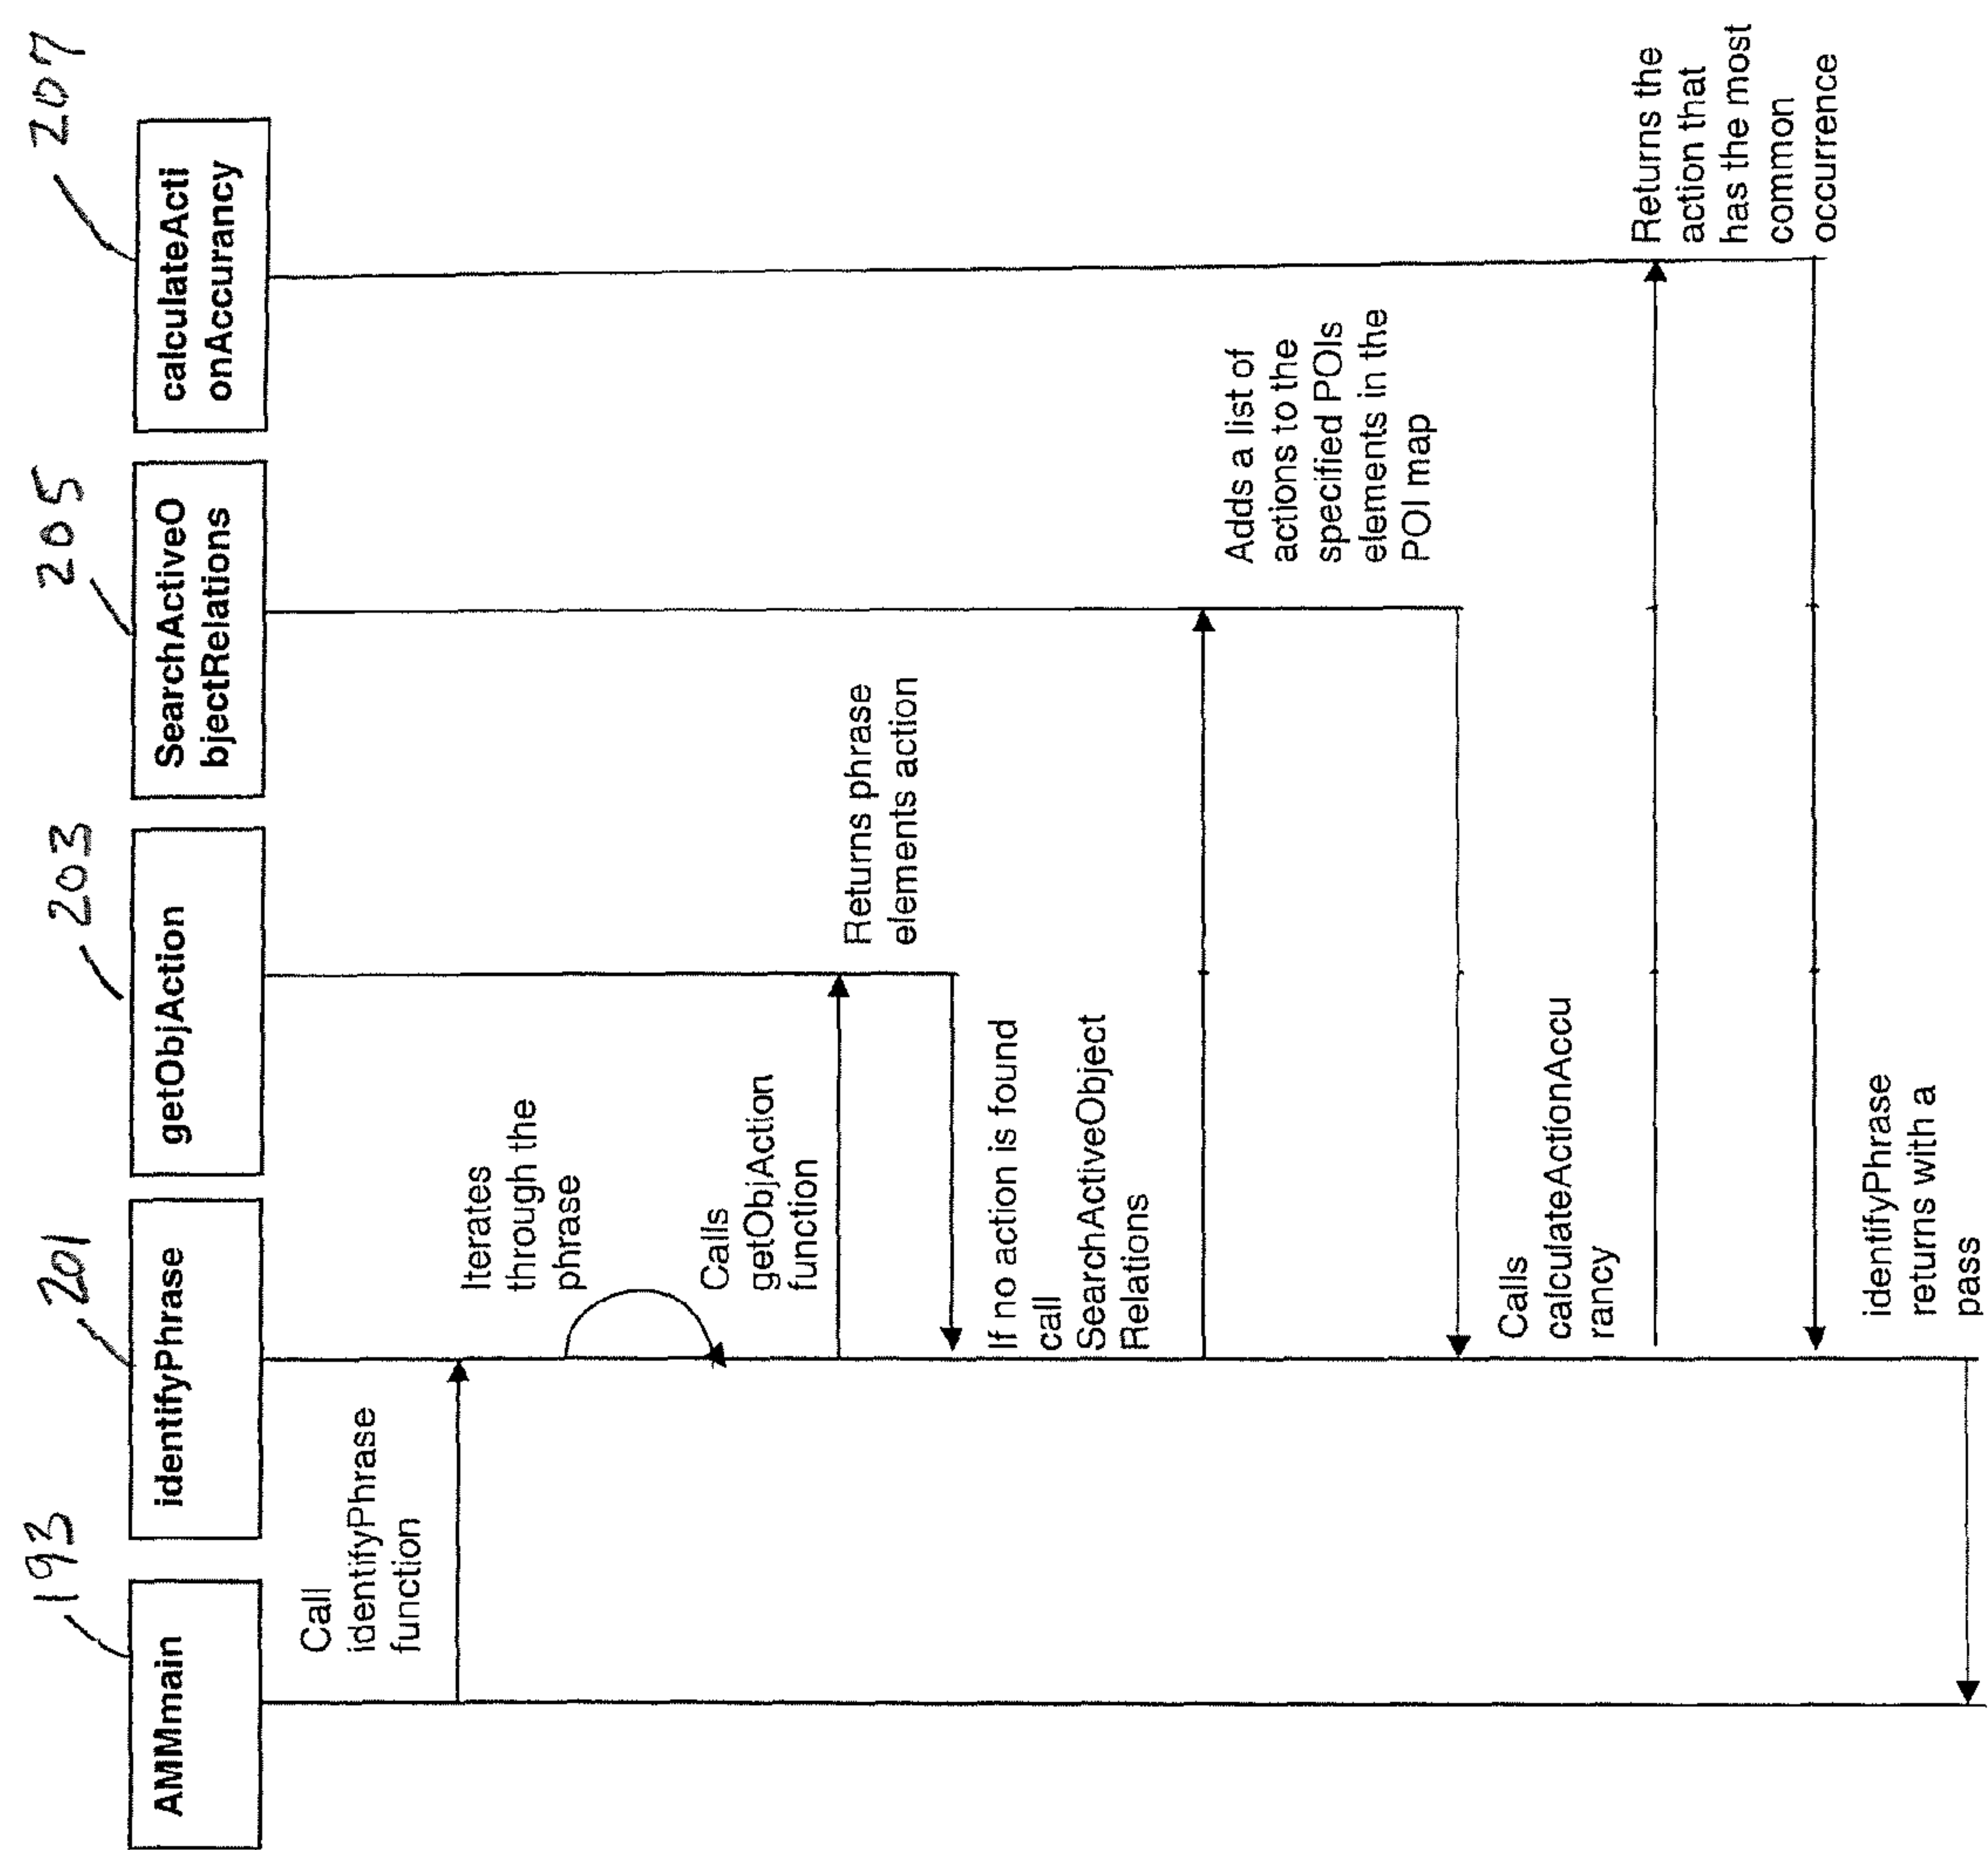 193
AMMnain
201
identifyPhrase
203
getObjAction
205
SearchActiveO
bjectRelations
207
calculateActi
onAccurancy
Call
identifyPhrase
function
Iterates
through the
phrase
Calls
getObjAction
function
Returns phrase
elements action
If no action is found
call
SearchActiveObject
Relations
Adds a list of
actions to the
specified POIs
elements in the
POI map
Calls
calculateActionAccu
rancy
Returns the
action that
has the most
common
occurrence
identifyPhrase
returns with a
pass